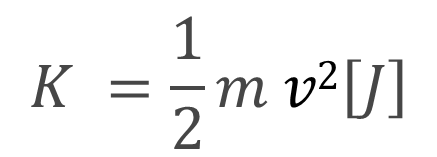 K = 1/2 m v²[J]